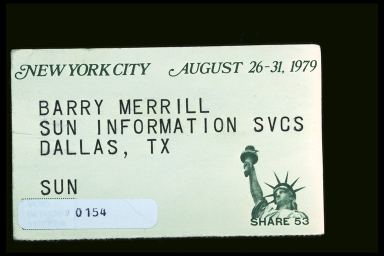 NEW YORK CITY AUGUST 26-31, 1979
BARRY MERRILL
SUN INFORMATION SVCS
DALLAS, TX
SUN
0154
SHARE 53